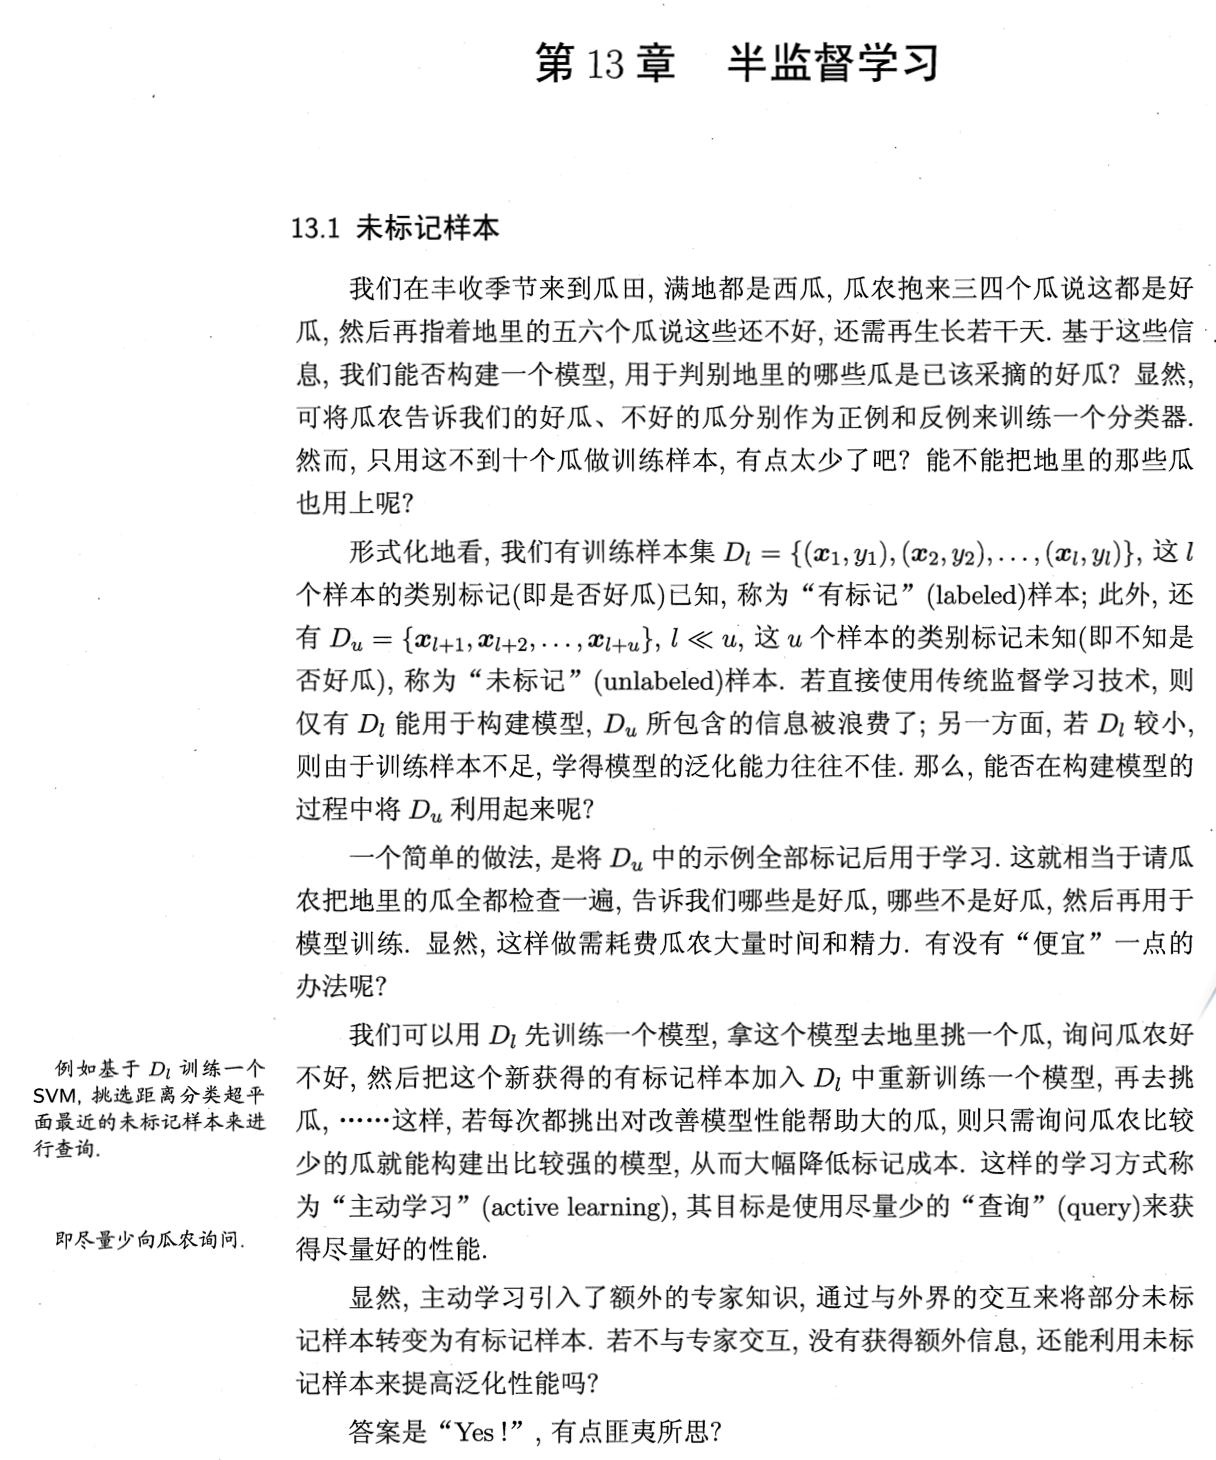 第 13 章 半监督学习
13.1 未标记样本
我们在丰收季节来到瓜田, 满地都是西瓜, 瓜农抱来三四个瓜说这都是好
瓜, 然后再指着地里的五六个瓜说这些还不好, 还需再生长若干天. 基于这些信
息, 我们能否构建一个模型, 用于判别地里的哪些瓜是已该采摘的好瓜? 显然,
可将瓜农告诉我们的好瓜、不好的瓜分别作为正例和反例来训练一个分类器.
然而, 只用这不到十个瓜做训练样本, 有点太少了吧? 能不能把地里的那些瓜
也用上呢?
形式化地看, 我们有训练样本集 Dₗ = {(x₁, y₁), (x₂, y₂), . . . , (xₗ, yₗ)}, 这 l
个样本的类别标记(即是否好瓜)已知, 称为 “有标记” (labeled)样本; 此外, 还
有 Dᵤ = {xₗ₊₁, xₗ₊₂, . . . , xₗ₊ᵤ}, l ≪ u, 这 u 个样本的类别标记未知(即不知是
否好瓜), 称为 “未标记” (unlabeled)样本. 若直接使用传统监督学习技术, 则
仅有 Dₗ 能用于构建模型, Dᵤ 所包含的信息被浪费了; 另一方面, 若 Dₗ 较小,
则由于训练样本不足, 学得模型的泛化能力往往不佳. 那么, 能否在构建模型的
过程中将 Dᵤ 利用起来呢?
一个简单的做法, 是将 Dᵤ 中的示例全部标记后用于学习. 这就相当于请瓜
农把地里的瓜全都检查一遍, 告诉我们哪些是好瓜, 哪些不是好瓜, 然后再用于
模型训练. 显然, 这样做需耗费瓜农大量时间和精力. 有没有 “便宜” 一点的
办法呢?
我们可以用 Dₗ 先训练一个模型, 拿这个模型去地里挑一个瓜, 询问瓜农好
不好, 然后把这个新获得的有标记样本加入 Dₗ 中重新训练一个模型, 再去挑
瓜, ⋯⋯这样, 若每次都挑出对改善模型性能帮助大的瓜, 则只需询问瓜农比较
少的瓜就能构建出比较强的模型, 从而大幅降低标记成本. 这样的学习方式称
为 “主动学习” (active learning), 其目标是使用尽量少的 “查询” (query)来获
得尽量好的性能.
例如基于 Dₗ 训练一个
SVM, 挑选距离分类超平
面最近的未标记样本来进
行查询.
即尽量少向瓜农询问.
显然, 主动学习引入了额外的专家知识, 通过与外界的交互来将部分未标
记样本转变为有标记样本. 若不与专家交互, 没有获得额外信息, 还能利用未标
记样本来提高泛化性能吗?
答案是 “Yes !” , 有点匪夷所思?